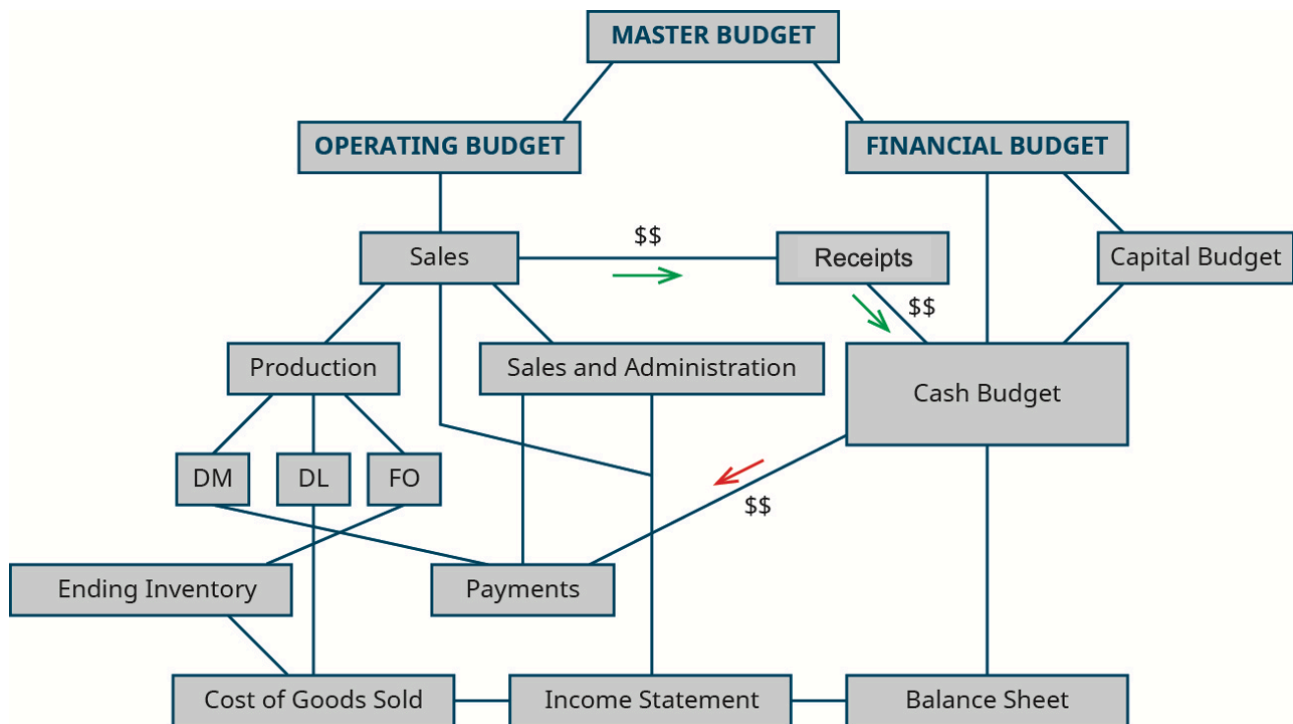 MASTER BUDGET
OPERATING BUDGET
FINANCIAL BUDGET
Sales
$$
Receipts
Capital Budget
$$
Production
Sales and Administration
Cash Budget
DM
DL
FO
$$
Ending Inventory
Payments
Cost of Goods Sold
Income Statement
Balance Sheet